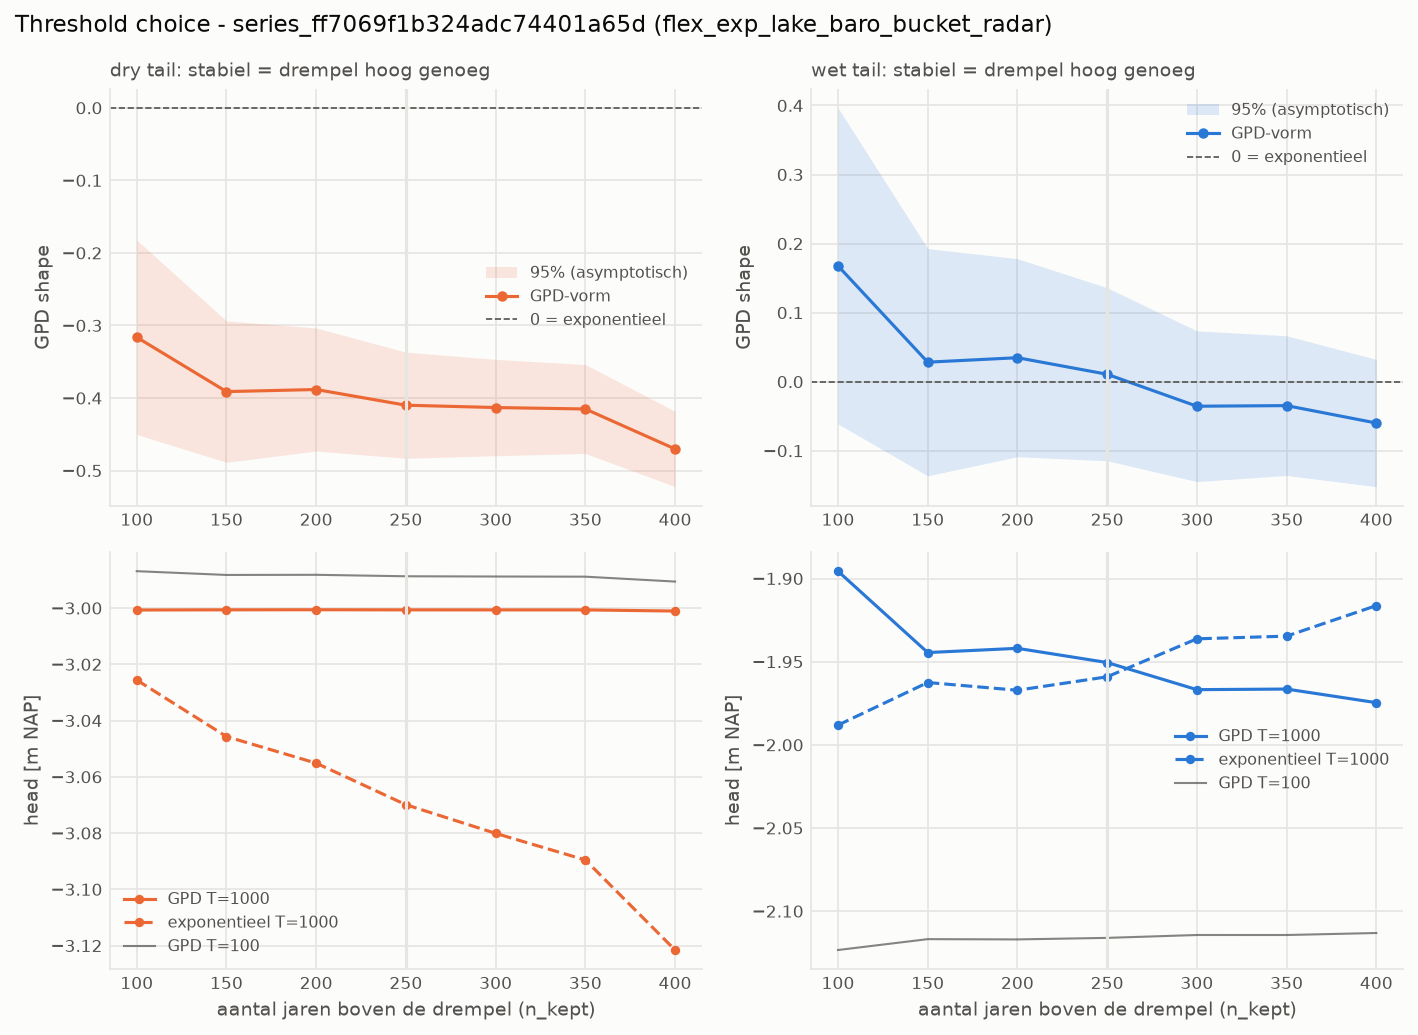 Threshold choice - series_ff7069f1b324adc74401a65d (flex_exp_lake_baro_bucket_radar)
dry tail: stabiel = drempel hoog genoeg
GPD shape
0.0
−0.1
−0.2
−0.3
−0.4
−0.5
95% (asymptotisch)
GPD-vorm
0 = exponentieel
100 150 200 250 300 350 400
wet tail: stabiel = drempel hoog genoeg
GPD shape
0.4
0.3
0.2
0.1
0.0
−0.1
95% (asymptotisch)
GPD-vorm
0 = exponentieel
100 150 200 250 300 350 400
head [m NAP]
−3.00
−3.02
−3.04
−3.06
−3.08
−3.10
−3.12
GPD T=1000
exponentieel T=1000
GPD T=100
100 150 200 250 300 350 400
aantal jaren boven de drempel (n_kept)
head [m NAP]
−1.90
−1.95
−2.00
−2.05
−2.10
GPD T=1000
exponentieel T=1000
GPD T=100
100 150 200 250 300 350 400
aantal jaren boven de drempel (n_kept)